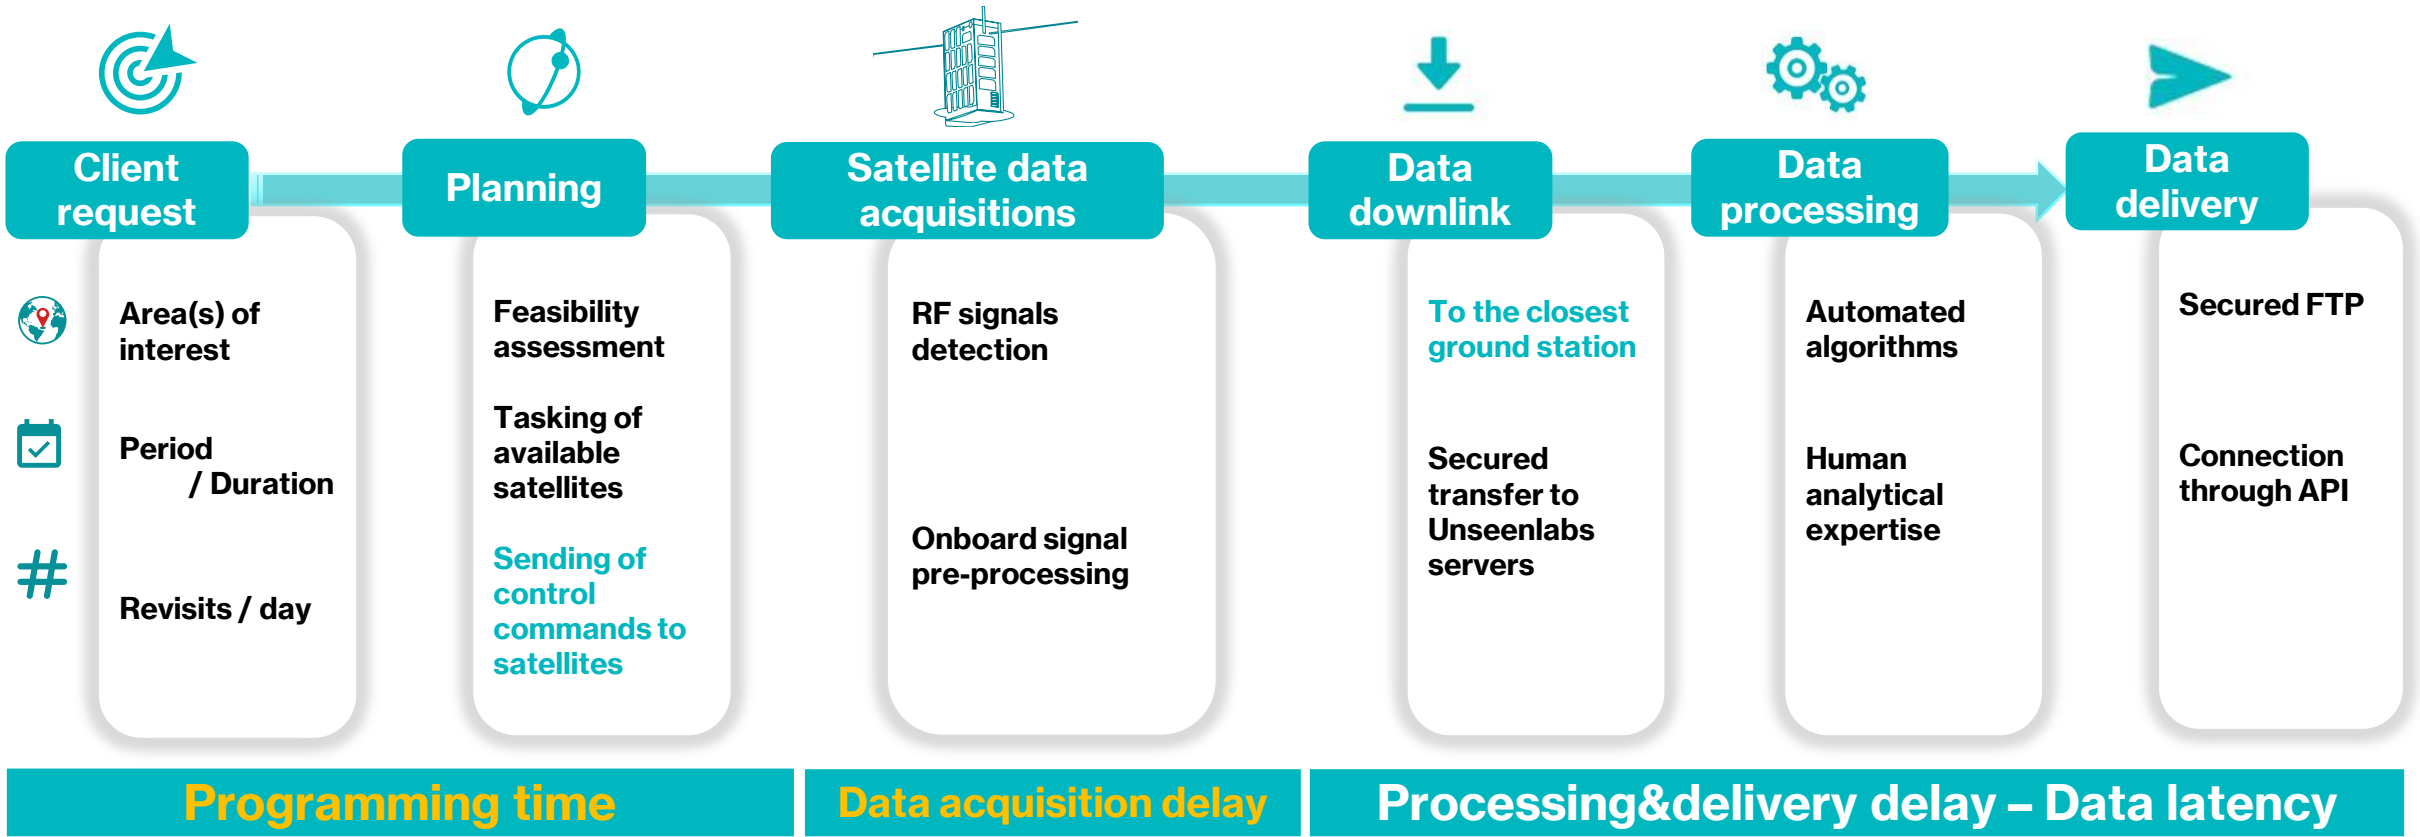 Client
request
Planning
Satellite data
acquisitions
Data
downlink
Data
processing
Data
delivery
Area(s) of
interest
Period
/ Duration
Revisits / day
Feasibility
assessment
Tasking of
available
satellites
Sending of
control
commands to
satellites
RF signals
detection
Onboard signal
pre-processing
To the closest
ground station
Secured
transfer to
Unseenlabs
servers
Automated
algorithms
Human
analytical
expertise
Secured FTP
Connection
through API
Programming time
Data acquisition delay
Processing&delivery delay – Data latency